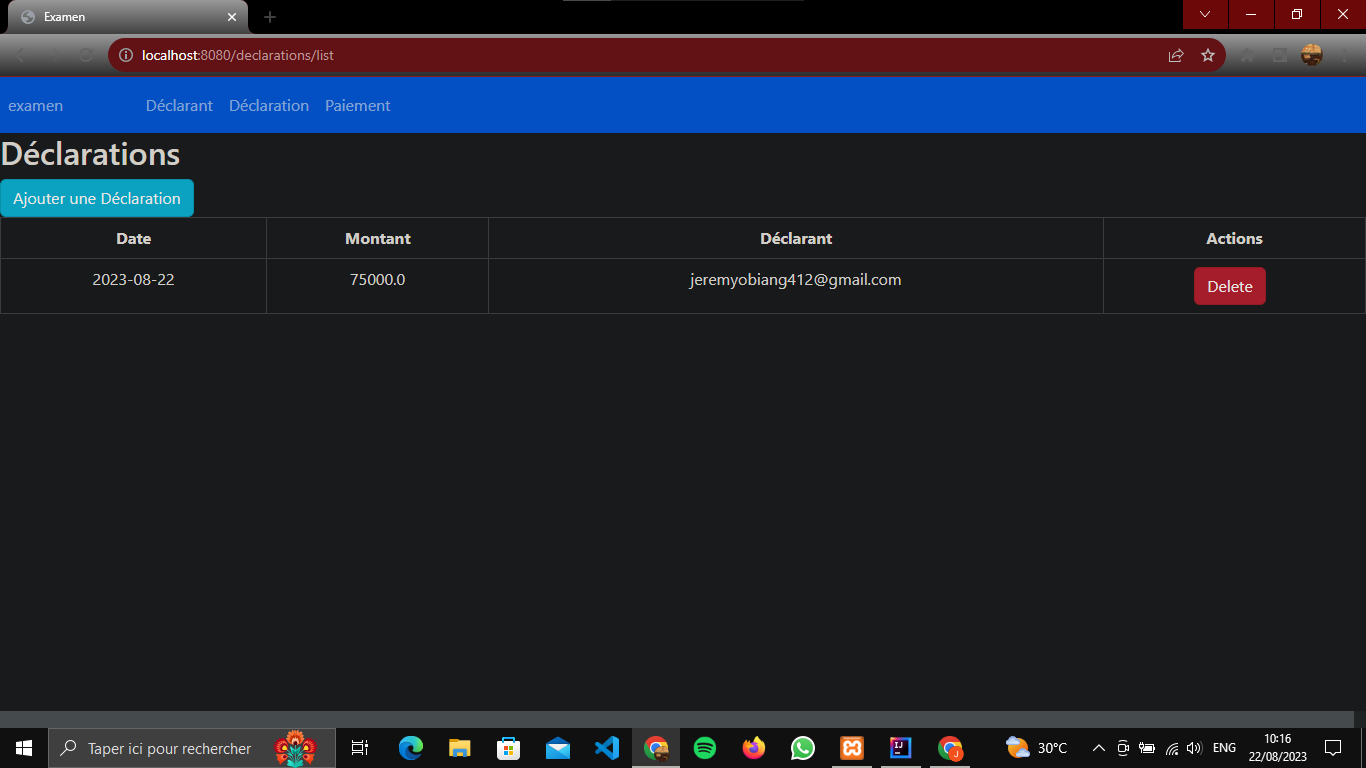 Examen
localhost:8080/declarations/list
examen Déclarant Déclaration Paiement
Déclarations
Ajouter une Déclaration
Date Montant Déclarant Actions
2023-08-22 75000.0 jeremyobiang412@gmail.com Delete
Taper ici pour rechercher 30°C ENG 10:16
22/08/2023